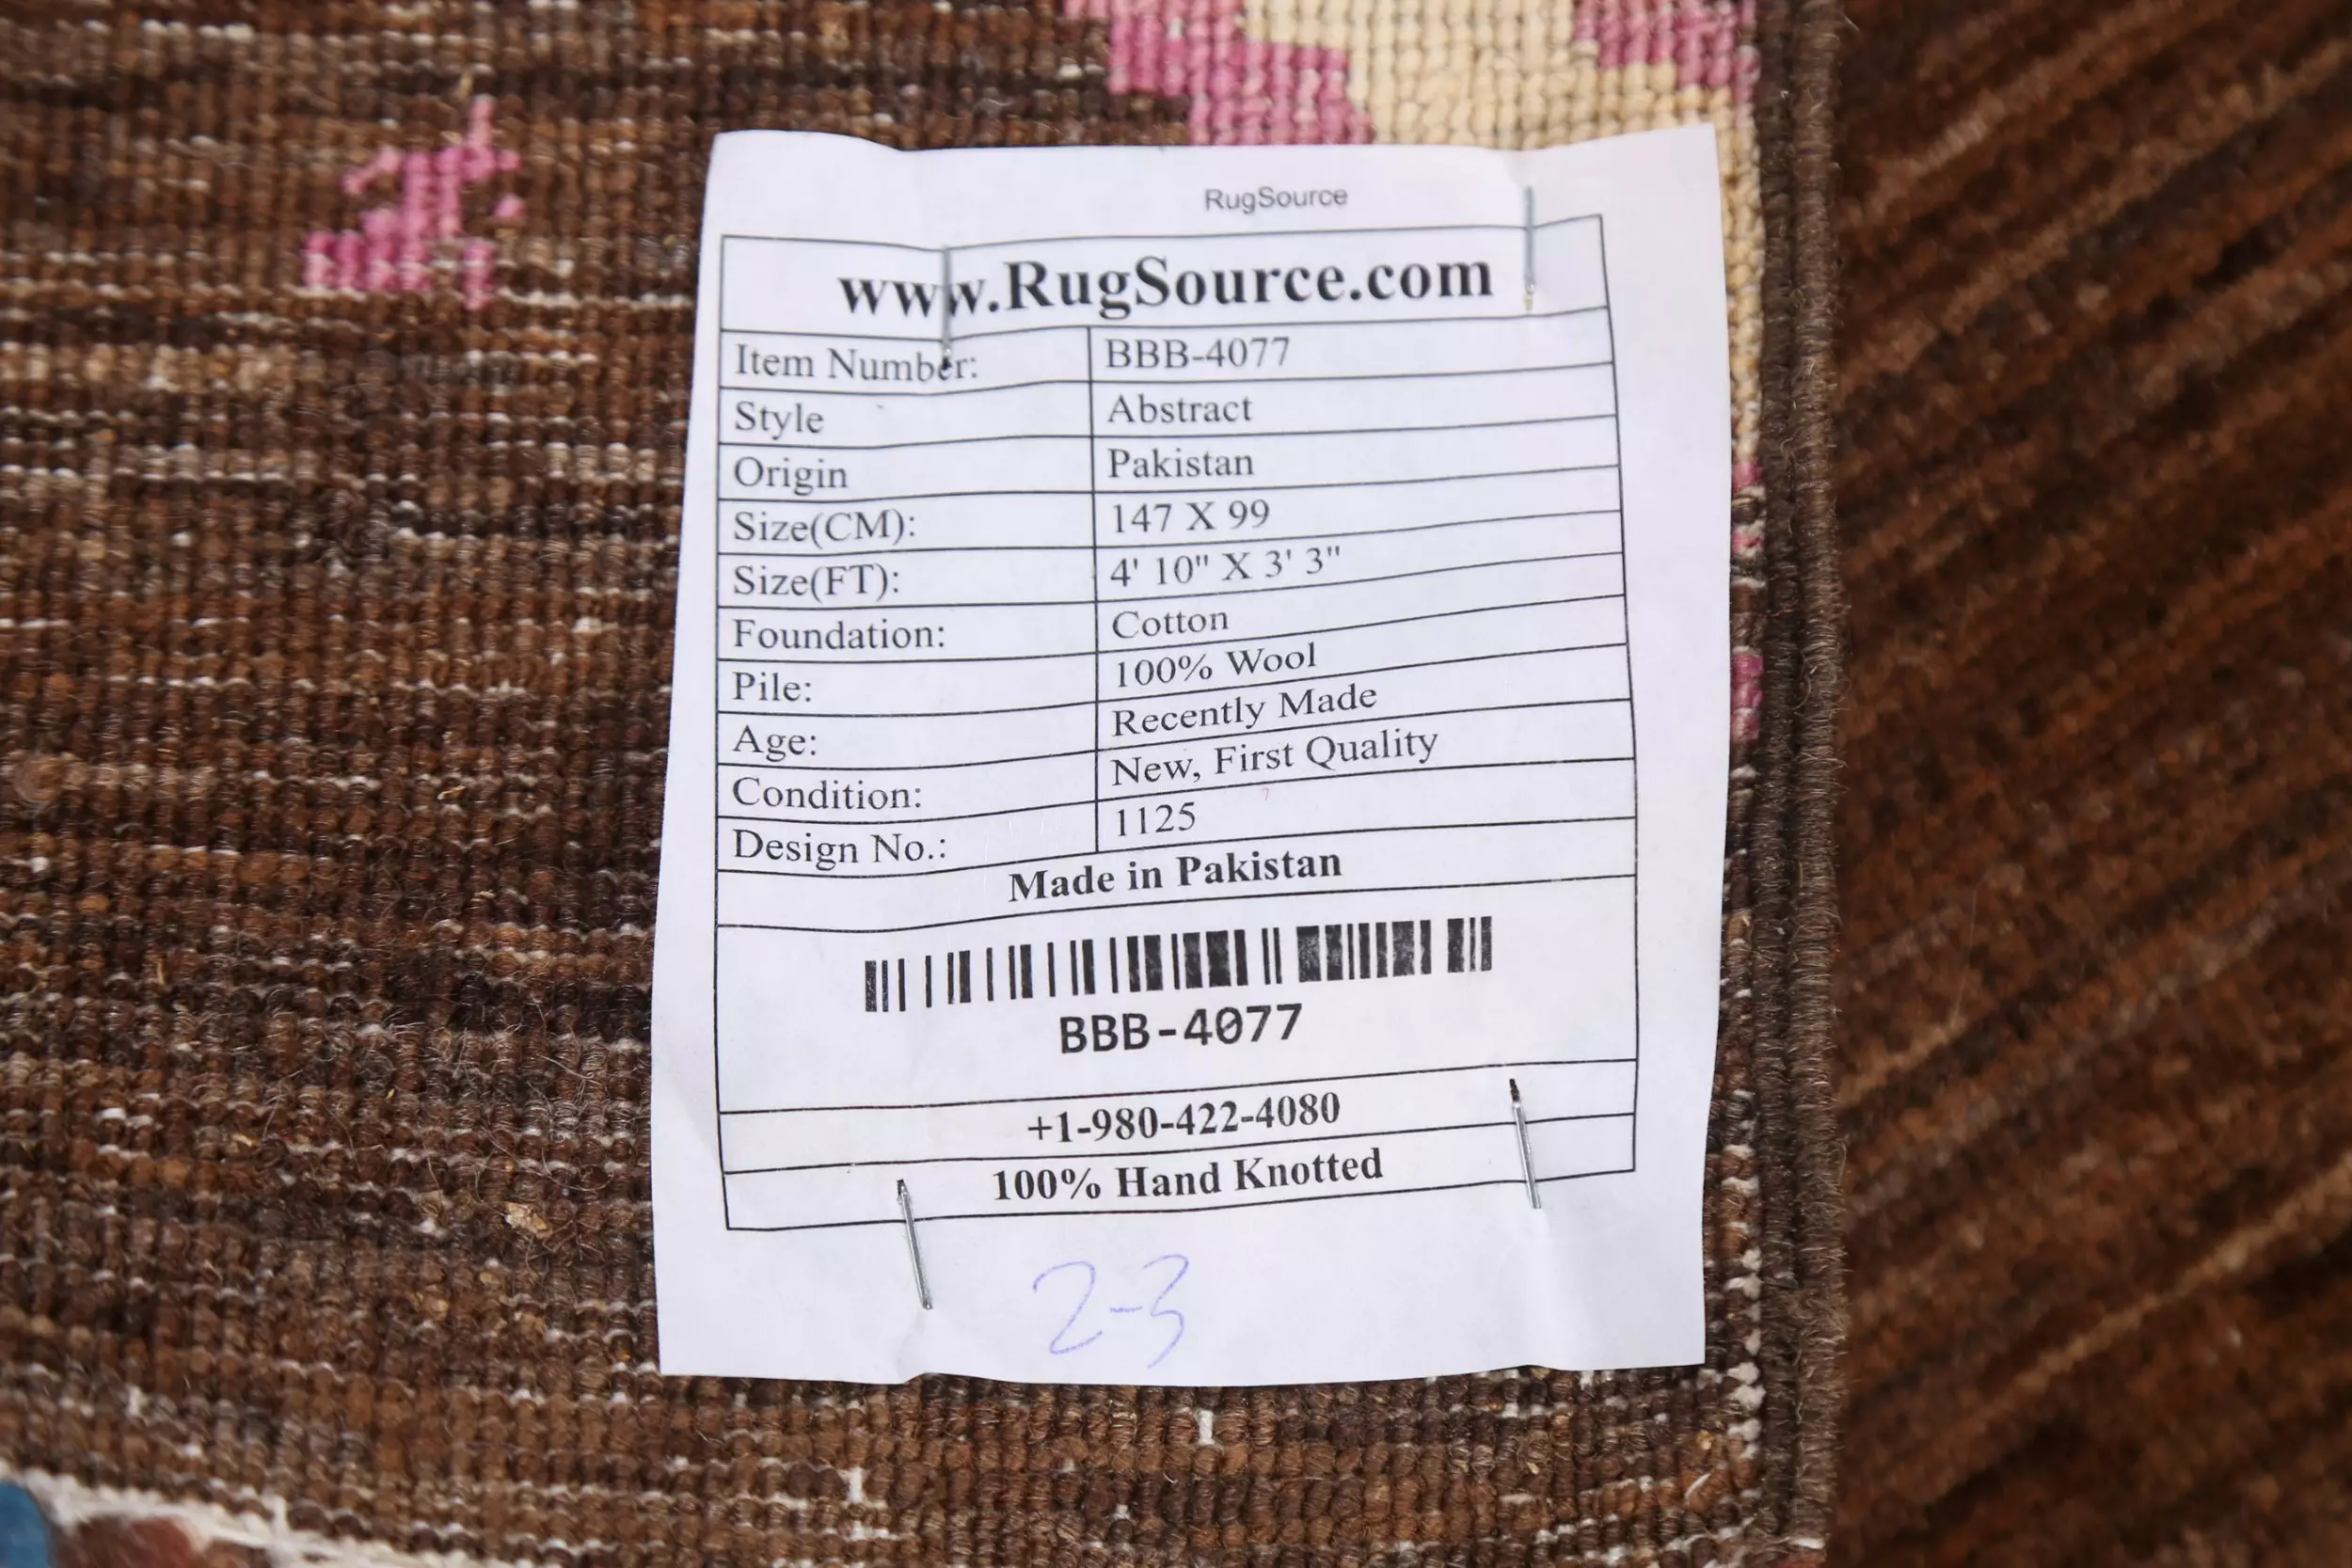 RugSource
www.RugSource.com
Item Number: BBB-4077
Style Abstract
Origin Pakistan
Size(CM): 147 X 99
Size(FT): 4' 10" X 3' 3"
Foundation: Cotton
Pile: 100% Wool
Age: Recently Made
Condition: New, First Quality
Design No.: 1125
Made in Pakistan
BBB-4077
+1-980-422-4080
100% Hand Knotted
2-3